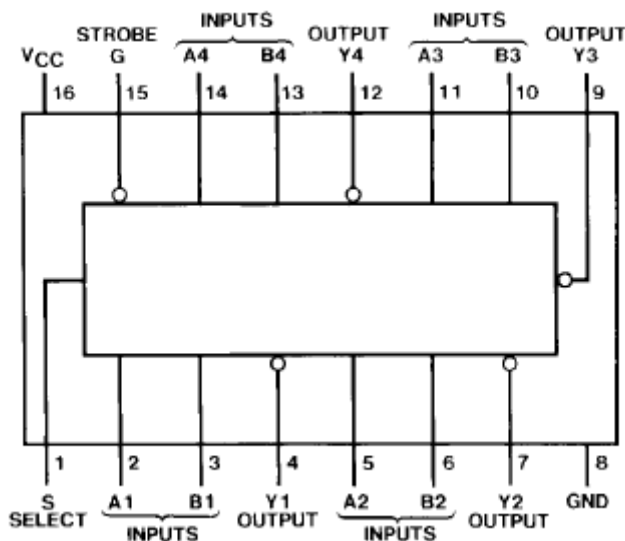 INPUTS INPUTS
STROBE OUTPUT OUTPUT
VCC G A4 B4 Y4 A3 B3 Y3
16 15 14 13 12 11 10 9
1 2 3 4 5 6 7 8
S A1 B1 Y1 A2 B2 Y2 GND
SELECT INPUTS OUTPUT INPUTS OUTPUT